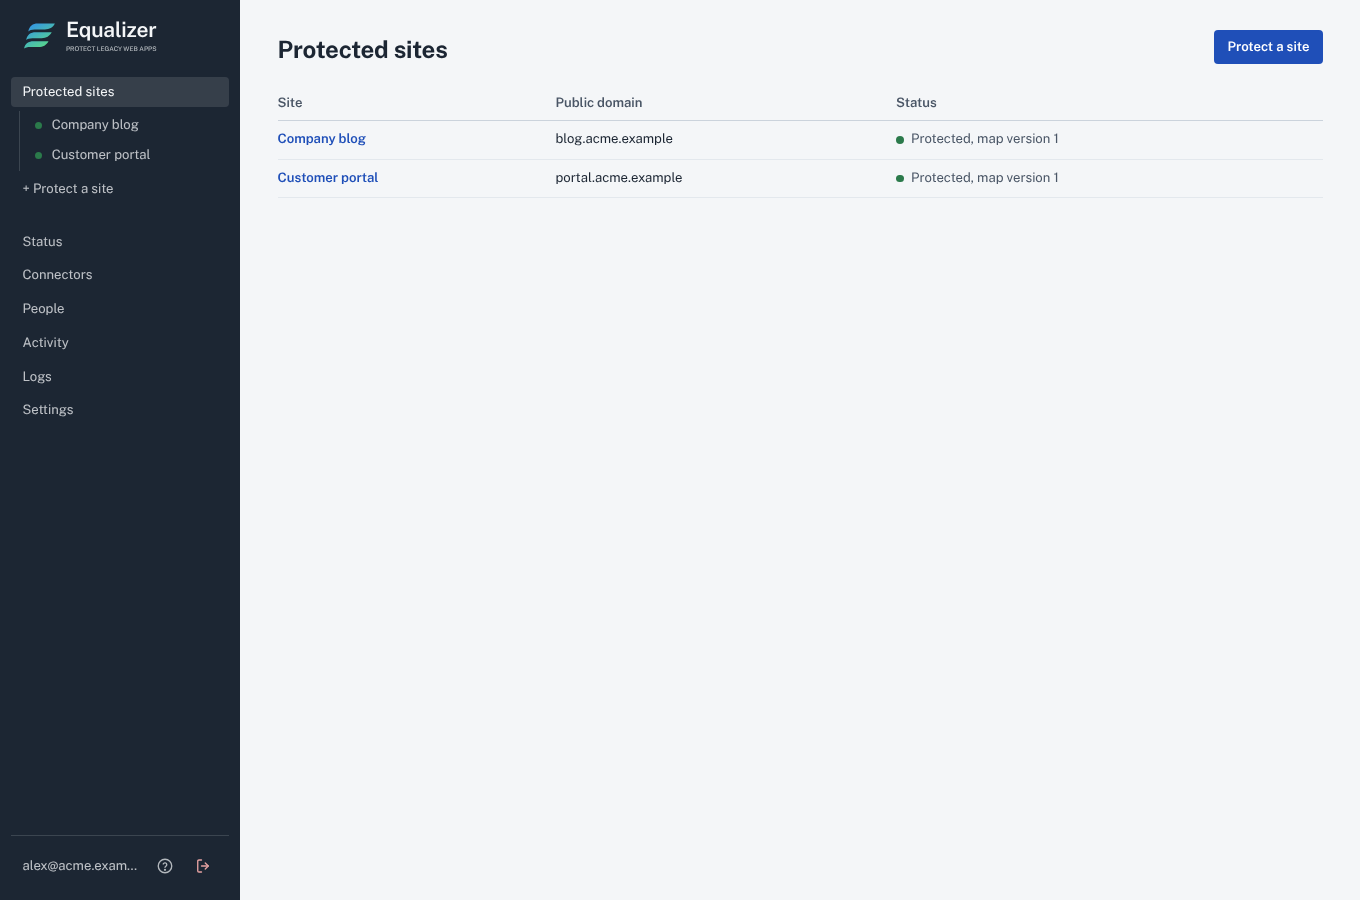 Equalizer
PROTECT LEGACY WEB APPS
Protected sites
Company blog
Customer portal
+ Protect a site
Status
Connectors
People
Activity
Logs
Settings
alex@acme.exam...
Protected sites
Protect a site
Site Public domain Status
Company blog blog.acme.example Protected, map version 1
Customer portal portal.acme.example Protected, map version 1